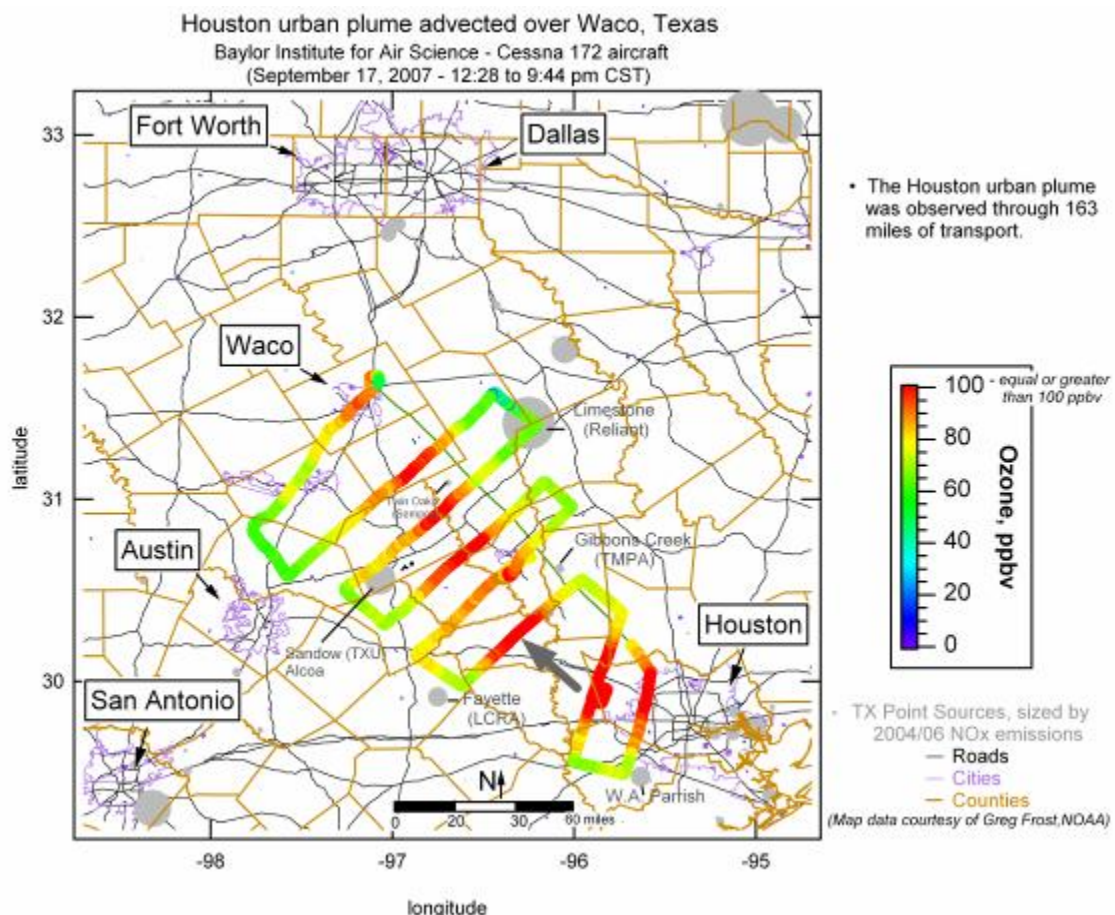 Houston urban plume advected over Waco, Texas
Baylor Institute for Air Science - Cessna 172 aircraft
(September 17, 2007 - 12:28 to 9:44 pm CST)
Fort Worth
Dallas
• The Houston urban plume
was observed through 163
miles of transport.
33
32
31
30
latitude
Waco
Limestone
(Reliant)
Twin Oaks
Austin
Gibbons Creek
(TMPA)
Houston
Sandow (TXU)
Alcoa
Fayette
(LCRA)
San Antonio
W.A. Parrish
N
0 20 30 60 miles
-98 -97 -96 -95
longitude
100 - equal or greater
than 100 ppbv
80
60
40
20
0
Ozone, ppbv
TX Point Sources, sized by
2004/06 NOx emissions
Roads
Cities
Counties
(Map data courtesy of Greg Frost,NOAA)